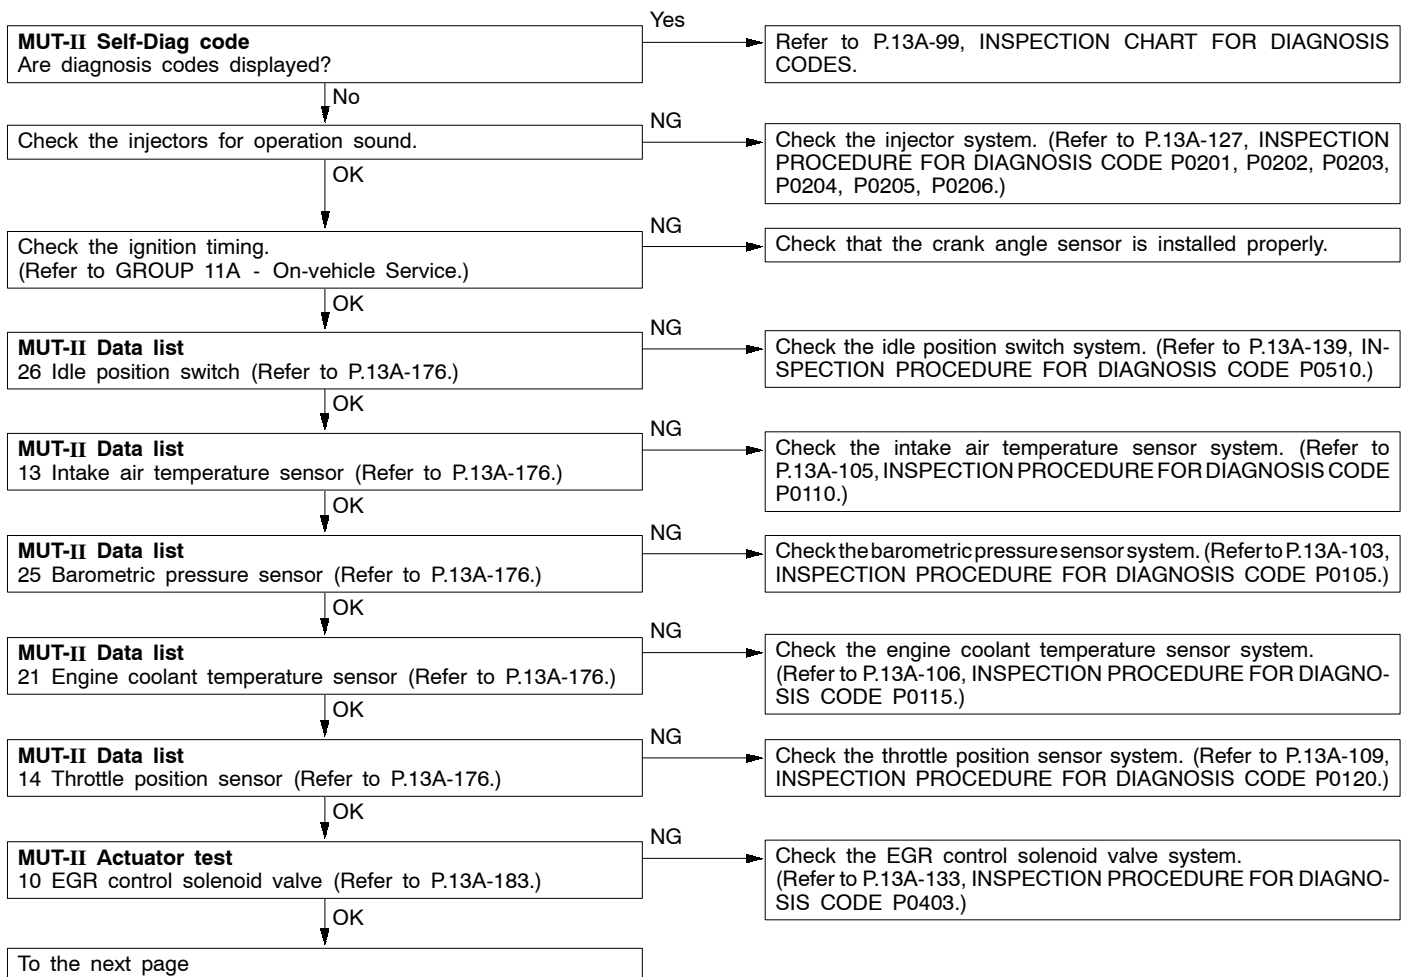 MUT-II Self-Diag code
Are diagnosis codes displayed?
Yes
Refer to P.13A-99, INSPECTION CHART FOR DIAGNOSIS
CODES.
No
Check the injectors for operation sound.
NG
Check the injector system. (Refer to P.13A-127, INSPECTION
PROCEDURE FOR DIAGNOSIS CODE P0201, P0202, P0203,
P0204, P0205, P0206.)
OK
Check the ignition timing.
(Refer to GROUP 11A - On-vehicle Service.)
NG
Check that the crank angle sensor is installed properly.
OK
MUT-II Data list
26 Idle position switch (Refer to P.13A-176.)
NG
Check the idle position switch system. (Refer to P.13A-139, IN-
SPECTION PROCEDURE FOR DIAGNOSIS CODE P0510.)
OK
MUT-II Data list
13 Intake air temperature sensor (Refer to P.13A-176.)
NG
Check the intake air temperature sensor system. (Refer to
P.13A-105, INSPECTION PROCEDURE FOR DIAGNOSIS CODE
P0110.)
OK
MUT-II Data list
25 Barometric pressure sensor (Refer to P.13A-176.)
NG
Check the barometric pressure sensor system. (Refer to P.13A-103,
INSPECTION PROCEDURE FOR DIAGNOSIS CODE P0105.)
OK
MUT-II Data list
21 Engine coolant temperature sensor (Refer to P.13A-176.)
NG
Check the engine coolant temperature sensor system.
(Refer to P.13A-106, INSPECTION PROCEDURE FOR DIAGNO-
SIS CODE P0115.)
OK
MUT-II Data list
14 Throttle position sensor (Refer to P.13A-176.)
NG
Check the throttle position sensor system. (Refer to P.13A-109,
INSPECTION PROCEDURE FOR DIAGNOSIS CODE P0120.)
OK
MUT-II Actuator test
10 EGR control solenoid valve (Refer to P.13A-183.)
NG
Check the EGR control solenoid valve system.
(Refer to P.13A-133, INSPECTION PROCEDURE FOR DIAGNO-
SIS CODE P0403.)
OK
To the next page